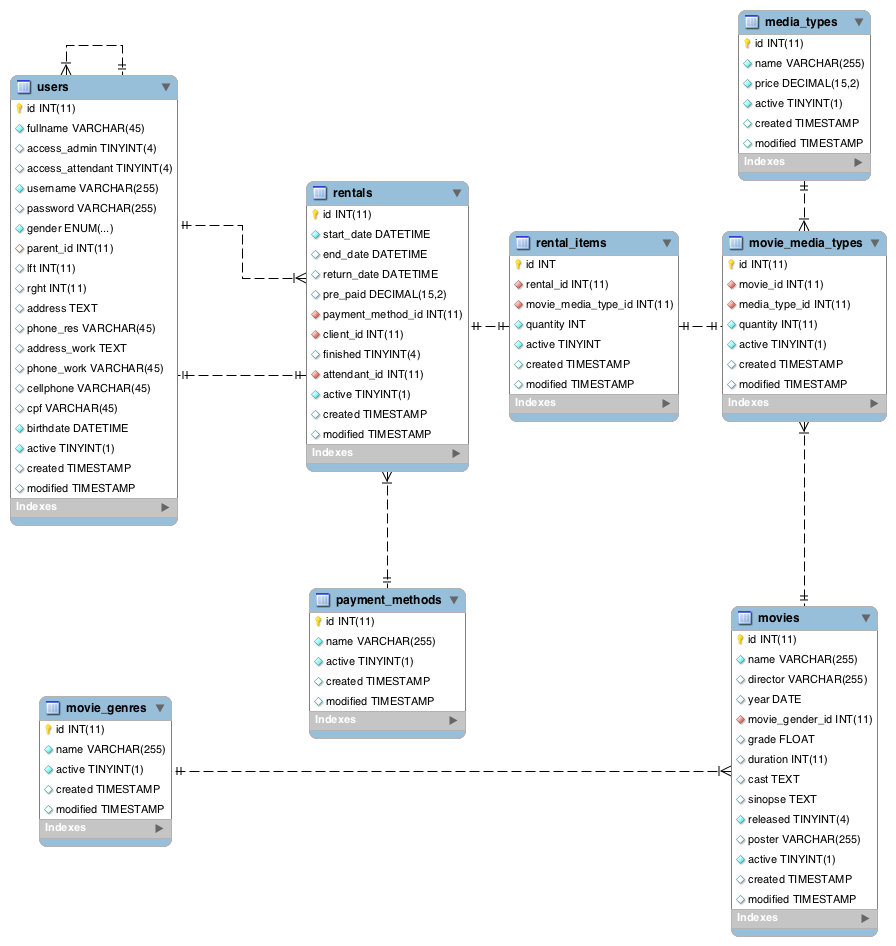 media_types
id INT(11)
name VARCHAR(255)
price DECIMAL(15,2)
active TINYINT(1)
created TIMESTAMP
modified TIMESTAMP
Indexes
users
id INT(11)
fullname VARCHAR(45)
access_admin TINYINT(4)
access_attendant TINYINT(4)
username VARCHAR(255)
password VARCHAR(255)
gender ENUM(...)
parent_id INT(11)
lft INT(11)
rght INT(11)
address TEXT
phone_res VARCHAR(45)
address_work TEXT
phone_work VARCHAR(45)
cellphone VARCHAR(45)
cpf VARCHAR(45)
birthdate DATETIME
active TINYINT(1)
created TIMESTAMP
modified TIMESTAMP
Indexes
rentals
id INT(11)
start_date DATETIME
end_date DATETIME
return_date DATETIME
pre_paid DECIMAL(15,2)
payment_method_id INT(11)
client_id INT(11)
finished TINYINT(4)
attendant_id INT(11)
active TINYINT(1)
created TIMESTAMP
modified TIMESTAMP
Indexes
rental_items
id INT
rental_id INT(11)
movie_media_type_id INT(11)
quantity INT
active TINYINT
created TIMESTAMP
modified TIMESTAMP
Indexes
movie_media_types
id INT(11)
movie_id INT(11)
media_type_id INT(11)
quantity INT(11)
active TINYINT(1)
created TIMESTAMP
modified TIMESTAMP
Indexes
payment_methods
id INT(11)
name VARCHAR(255)
active TINYINT(1)
created TIMESTAMP
modified TIMESTAMP
Indexes
movies
id INT(11)
name VARCHAR(255)
director VARCHAR(255)
year DATE
movie_gender_id INT(11)
grade FLOAT
duration INT(11)
cast TEXT
sinopse TEXT
released TINYINT(4)
poster VARCHAR(255)
active TINYINT(1)
created TIMESTAMP
modified TIMESTAMP
Indexes
movie_genres
id INT(11)
name VARCHAR(255)
active TINYINT(1)
created TIMESTAMP
modified TIMESTAMP
Indexes